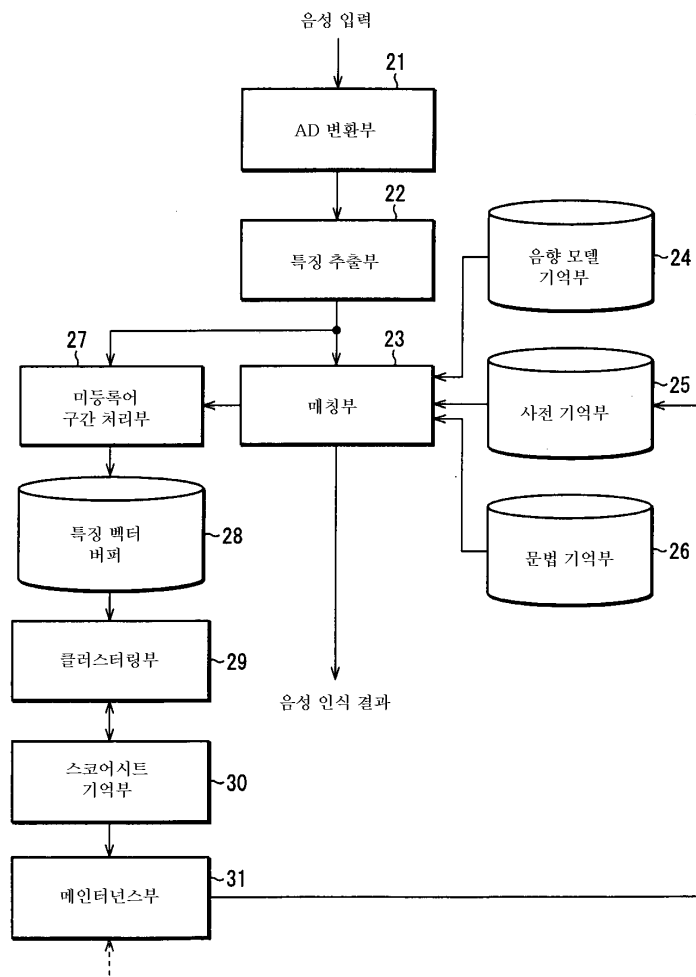 음성 입력
21
AD 변환부
22
특징 추출부
음향 모델
기억부
24
27
23
25
미등록어
구간 처리부
매칭부
사전 기억부
특징 벡터
버퍼
28
문법 기억부
26
클러스터링부
29
음성 인식 결과
스코어시트
기억부
30
31
메인터넌스부